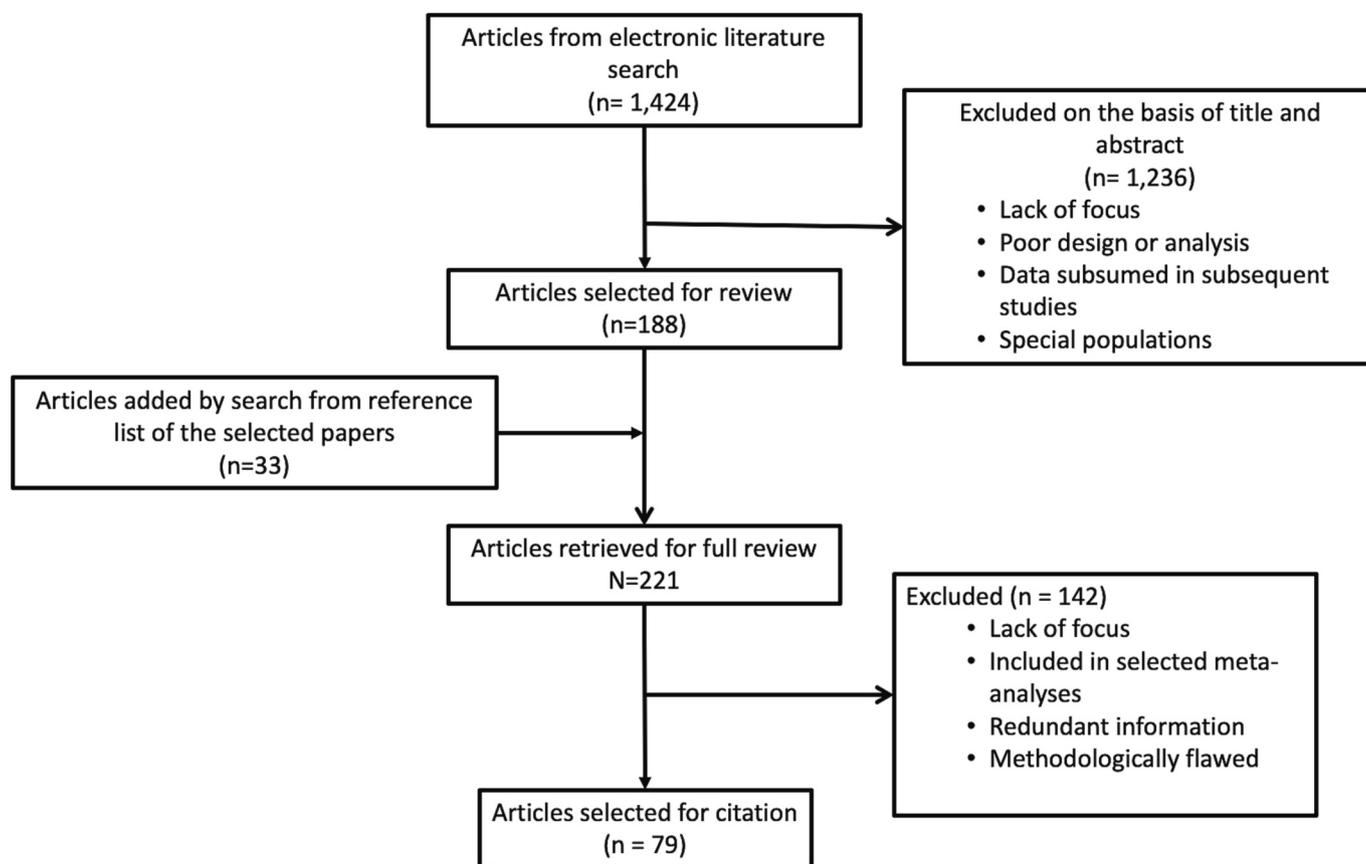 Articles from electronic literature
search
(n= 1,424)
Excluded on the basis of title and
abstract
(n= 1,236)
• Lack of focus
• Poor design or analysis
• Data subsumed in subsequent
studies
• Special populations
Articles selected for review
(n=188)
Articles added by search from reference
list of the selected papers
(n=33)
Articles retrieved for full review
N=221
Excluded (n = 142)
• Lack of focus
• Included in selected meta-
analyses
• Redundant information
• Methodologically flawed
Articles selected for citation
(n = 79)